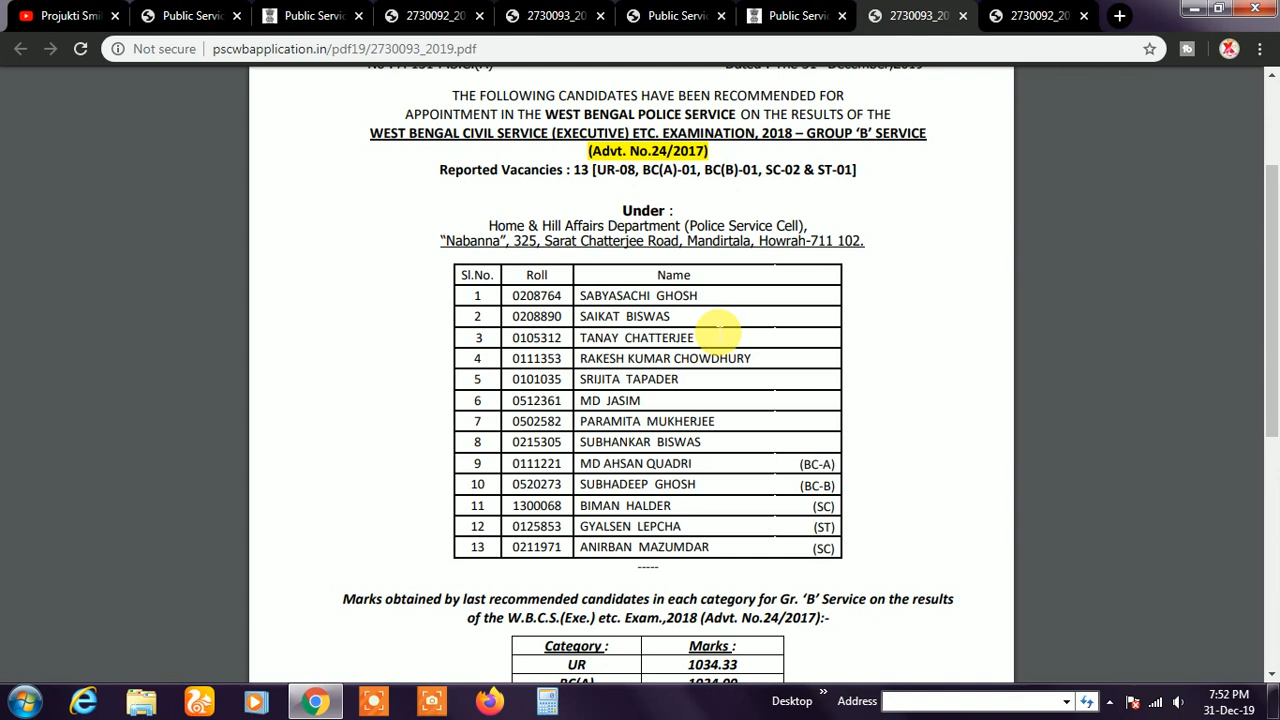 Projukti Smil
Public Servic
Public Servic
2730092_20
2730093_20
Public Servic
Public Servic
2730093_20
2730092_20
Not secure
pscwbapplication.in/pdf19/2730093_2019.pdf
THE FOLLOWING CANDIDATES HAVE BEEN RECOMMENDED FOR
APPOINTMENT IN THE WEST BENGAL POLICE SERVICE ON THE RESULTS OF THE
WEST BENGAL CIVIL SERVICE (EXECUTIVE) ETC. EXAMINATION, 2018 – GROUP ‘B’ SERVICE
(Advt. No.24/2017)
Reported Vacancies : 13 [UR-08, BC(A)-01, BC(B)-01, SC-02 & ST-01]
Under :
Home & Hill Affairs Department (Police Service Cell),
“Nabanna”, 325, Sarat Chatterjee Road, Mandirtala, Howrah-711 102.
Sl.No. Roll Name
1 0208764 SABYASACHI GHOSH
2 0208890 SAIKAT BISWAS
3 0105312 TANAY CHATTERJEE
4 0111353 RAKESH KUMAR CHOWDHURY
5 0101035 SRIJITA TAPADER
6 0512361 MD JASIM
7 0502582 PARAMITA MUKHERJEE
8 0215305 SUBHANKAR BISWAS
9 0111221 MD AHSAN QUADRI (BC-A)
10 0520273 SUBHADEEP GHOSH (BC-B)
11 1300068 BIMAN HALDER (SC)
12 0125853 GYALSEN LEPCHA (ST)
13 0211971 ANIRBAN MAZUMDAR (SC)
-----
Marks obtained by last recommended candidates in each category for Gr. ‘B’ Service on the results
of the W.B.C.S.(Exe.) etc. Exam.,2018 (Advt. No.24/2017):-
Category : Marks :
UR 1034.33
Desktop » Address
7:52 PM
31-Dec-19